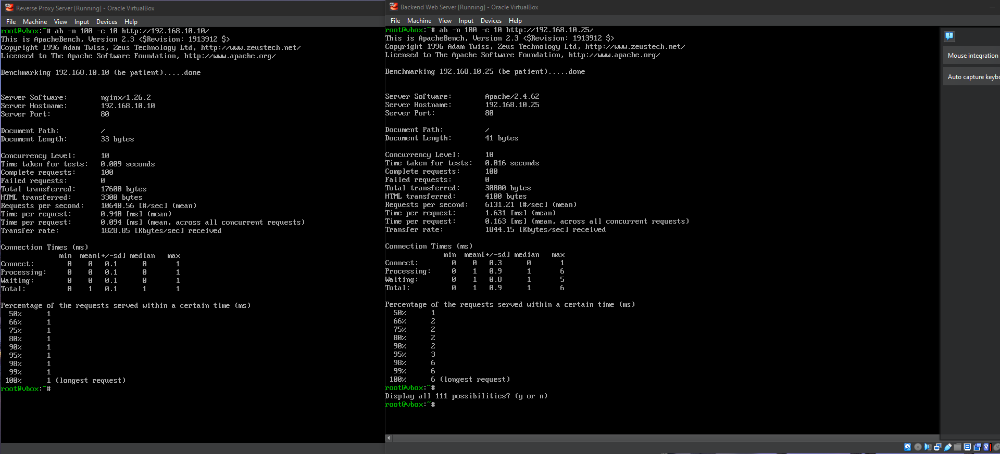 Reverse Proxy Server [Running] - Oracle VirtualBox
File Machine View Input Devices Help
root@vbox:~# ab -n 100 -c 10 http://192.168.10.10/
This is ApacheBench, Version 2.3 <$Revision: 1913912 $>
Copyright 1996 Adam Twiss, Zeus Technology Ltd, http://www.zeustech.net/
Licensed to The Apache Software Foundation, http://www.apache.org/
Benchmarking 192.168.10.10 (be patient).....done
Server Software: nginx/1.26.2
Server Hostname: 192.168.10.10
Server Port: 80
Document Path: /
Document Length: 33 bytes
Concurrency Level: 10
Time taken for tests: 0.009 seconds
Complete requests: 100
Failed requests: 0
Total transferred: 17600 bytes
HTML transferred: 3300 bytes
Requests per second: 10640.56 [#/sec] (mean)
Time per request: 0.940 [ms] (mean)
Time per request: 0.094 [ms] (mean, across all concurrent requests)
Transfer rate: 1828.85 [Kbytes/sec] received
Connection Times (ms)
min mean[+/-sd] median max
Connect: 0 0 0.1 0 1
Processing: 0 0 0.1 0 1
Waiting: 0 0 0.1 0 1
Total: 0 1 0.1 1 1
Percentage of the requests served within a certain time (ms)
50% 1
66% 1
75% 1
80% 1
90% 1
95% 1
98% 1
99% 1
100% 1 (longest request)
root@vbox:~#
Backend Web Server [Running] - Oracle VirtualBox
File Machine View Input Devices Help
root@vbox:~# ab -n 100 -c 10 http://192.168.10.25/
This is ApacheBench, Version 2.3 <$Revision: 1913912 $>
Copyright 1996 Adam Twiss, Zeus Technology Ltd, http://www.zeustech.net/
Licensed to The Apache Software Foundation, http://www.apache.org/
Benchmarking 192.168.10.25 (be patient).....done
Server Software: Apache/2.4.62
Server Hostname: 192.168.10.25
Server Port: 80
Document Path: /
Document Length: 41 bytes
Concurrency Level: 10
Time taken for tests: 0.016 seconds
Complete requests: 100
Failed requests: 0
Total transferred: 30800 bytes
HTML transferred: 4100 bytes
Requests per second: 6131.21 [#/sec] (mean)
Time per request: 1.631 [ms] (mean)
Time per request: 0.163 [ms] (mean, across all concurrent requests)
Transfer rate: 1844.15 [Kbytes/sec] received
Connection Times (ms)
min mean[+/-sd] median max
Connect: 0 0 0.3 0 1
Processing: 0 1 0.9 1 6
Waiting: 0 1 0.8 1 5
Total: 0 1 0.9 1 6
Percentage of the requests served within a certain time (ms)
50% 1
66% 2
75% 2
80% 2
90% 2
95% 3
98% 6
99% 6
100% 6 (longest request)
root@vbox:~#
Display all 111 possibilities? (y or n)
root@vbox:~#
Mouse integration
Auto capture keybo